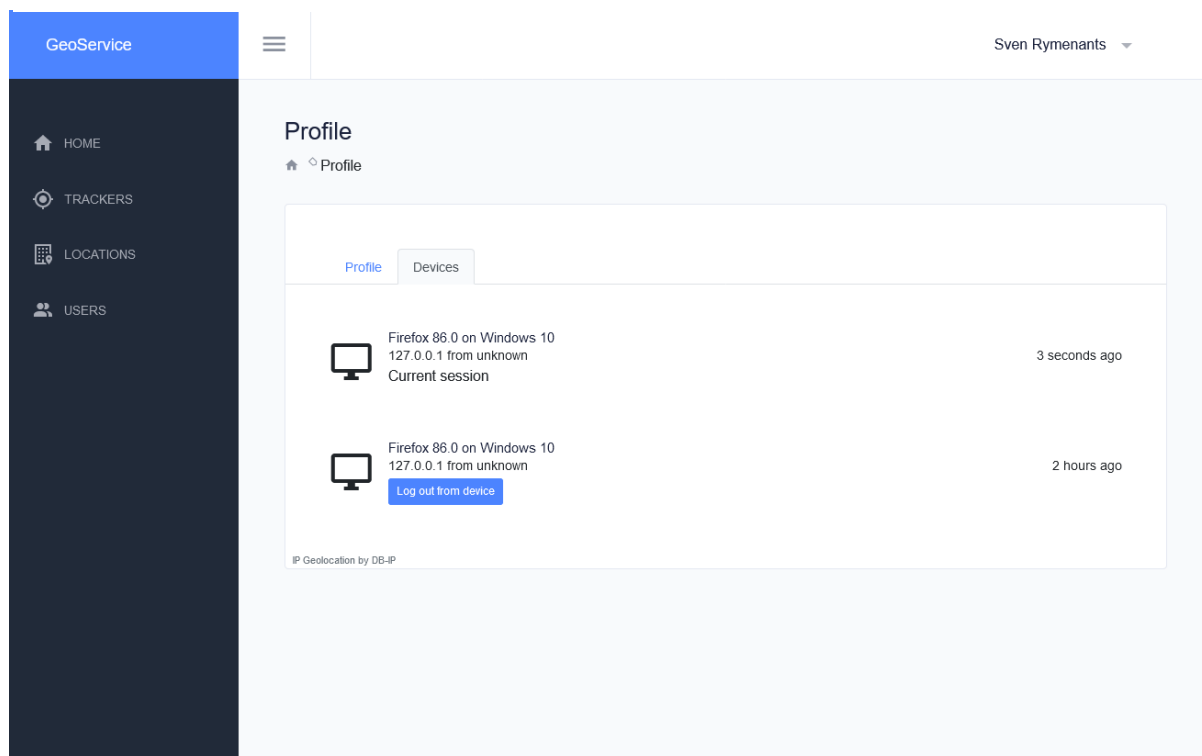 GeoService
Sven Rymenants
HOME
TRACKERS
LOCATIONS
USERS
Profile
Profile
Profile
Devices
Firefox 86.0 on Windows 10
127.0.0.1 from unknown
3 seconds ago
Current session
Firefox 86.0 on Windows 10
127.0.0.1 from unknown
2 hours ago
Log out from device
IP Geolocation by DB-IP